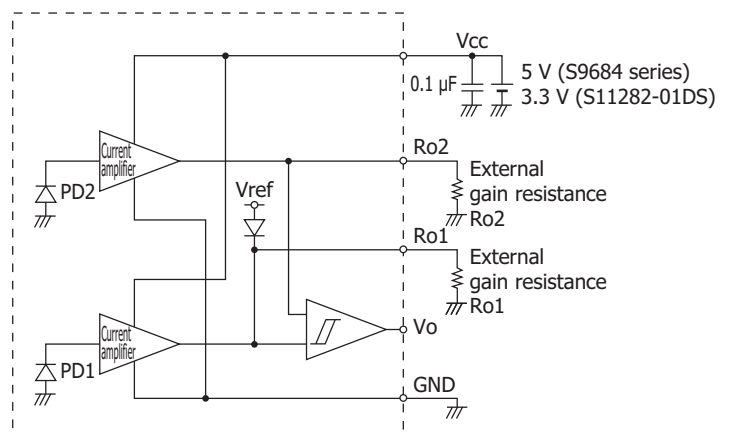 Vcc
0.1 μF
5 V (S9684 series)
3.3 V (S11282-01DS)
Current
amplifier
PD2
Ro2
External
gain resistance
Ro2
Vref
Ro1
External
gain resistance
Ro1
Current
amplifier
PD1
Vo
GND